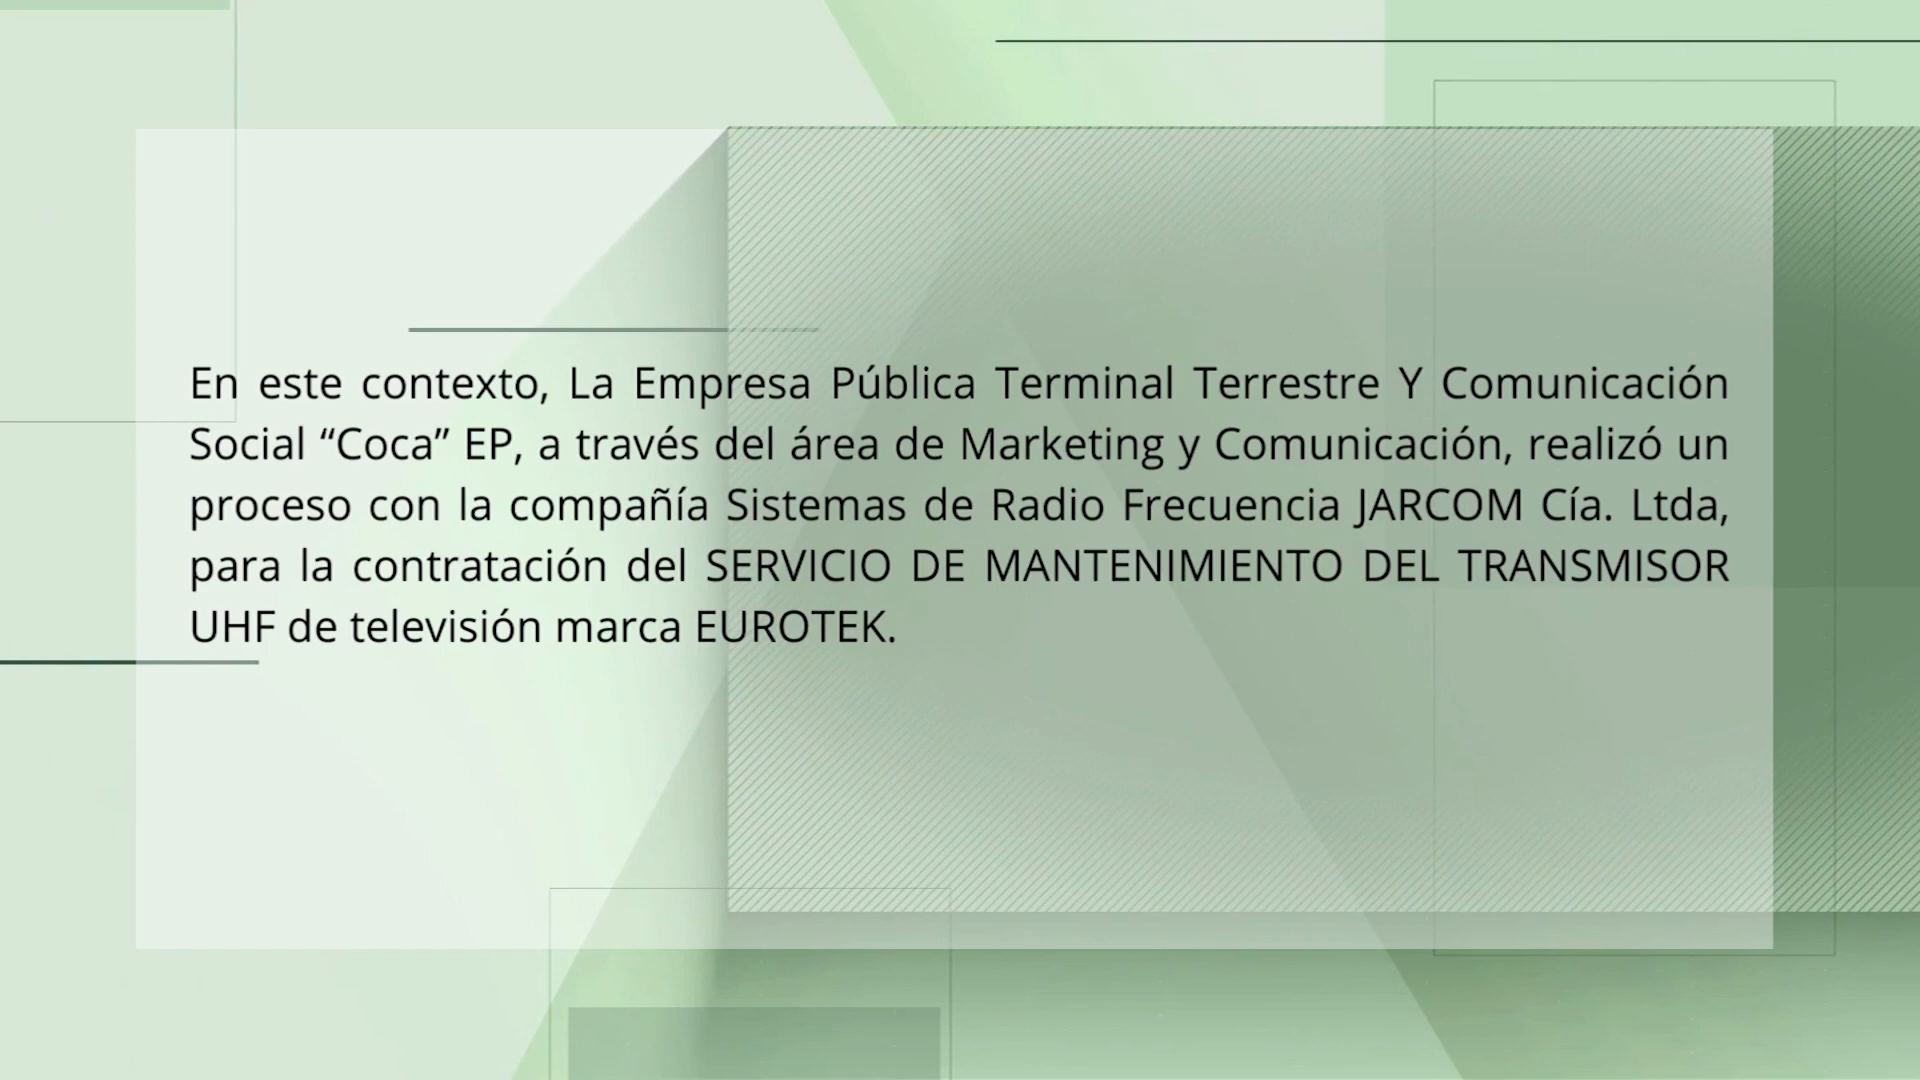 En este contexto, La Empresa Pública Terminal Terrestre Y Comunicación
Social “Coca” EP, a través del área de Marketing y Comunicación, realizó un
proceso con la compañía Sistemas de Radio Frecuencia JARCOM Cía. Ltda,
para la contratación del SERVICIO DE MANTENIMIENTO DEL TRANSMISOR
UHF de televisión marca EUROTEK.